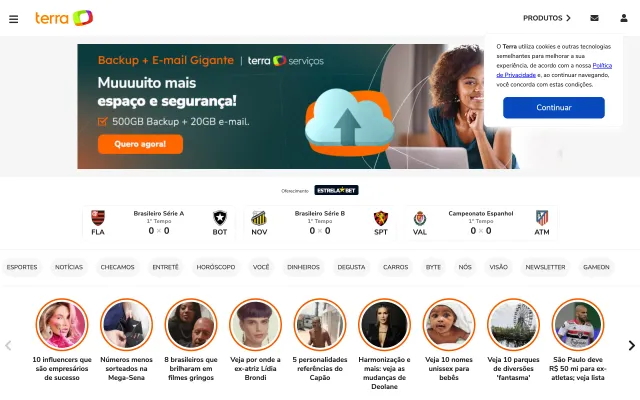 terra
PRODUTOS
Backup + E-mail Gigante | terra serviços
Muuuuito mais
espaço e segurança!
500GB Backup + 20GB e-mail.
Quero agora!
O Terra utiliza cookies e outras tecnologias
semelhantes para melhorar a sua
experiência, de acordo com a nossa Política
de Privacidade e, ao continuar navegando,
você concorda com estas condições.
Continuar
Oferecimento ESTRELABET
Brasileiro Série A
1° Tempo
0 × 0
FLA BOT
Brasileiro Série B
1° Tempo
0 × 0
NOV SPT
Campeonato Espanhol
1° Tempo
0 × 0
VAL ATM
ESPORTES NOTÍCIAS CHECAMOS ENTRETÊ HORÓSCOPO VOCÊ DINHEIROS DEGUSTA CARROS BYTE NÓS VISÃO NEWSLETTER GAMEON
10 influencers que
são empresários
de sucesso
Números menos
sorteados na
Mega-Sena
8 brasileiros que
brilharam em
filmes gringos
Veja por onde a
ex-atriz Lídia
Brondi
5 personalidades
referências do
Capão
Harmonização e
mais: veja as
mudanças de
Deolane
Veja 10 nomes
unissex para
bebês
Veja 10 parques
de diversões
'fantasma'
São Paulo deve
R$ 50 mi para ex-
atletas; veja lista